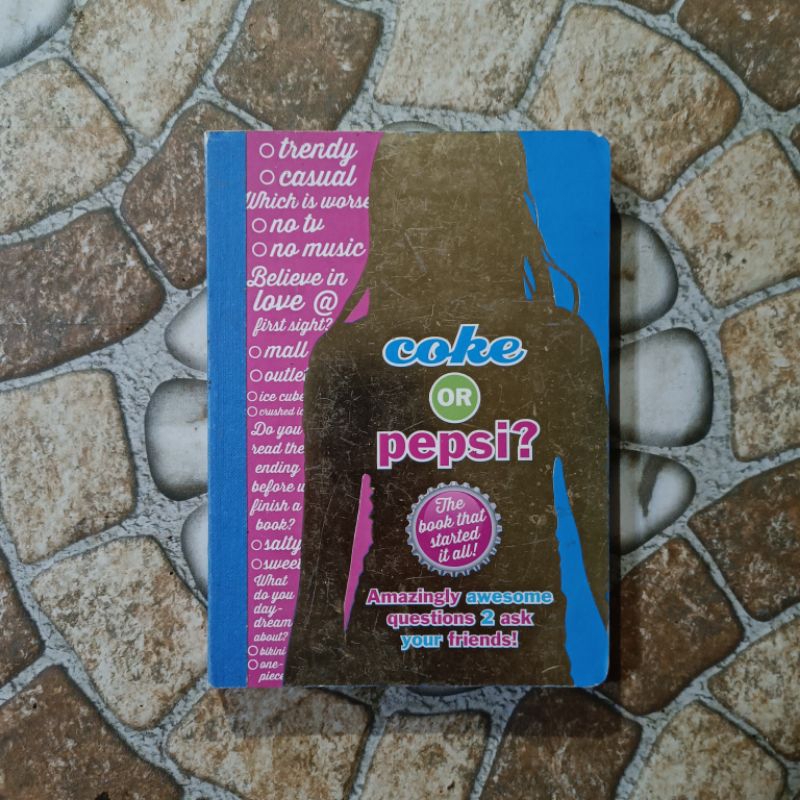 trendy
casual
Which is worse
no tv
no music
Believe in
love @
first sight?
mall
outlet
ice cube
crushed ic
Do you
read the
ending
before u
finish a
book?
salty
sweet
What
do you
day-
dream
about?
bikini
one-
piece
coke
OR
pepsi?
The
book that
started
it all!
Amazingly awesome
questions 2 ask
your friends!